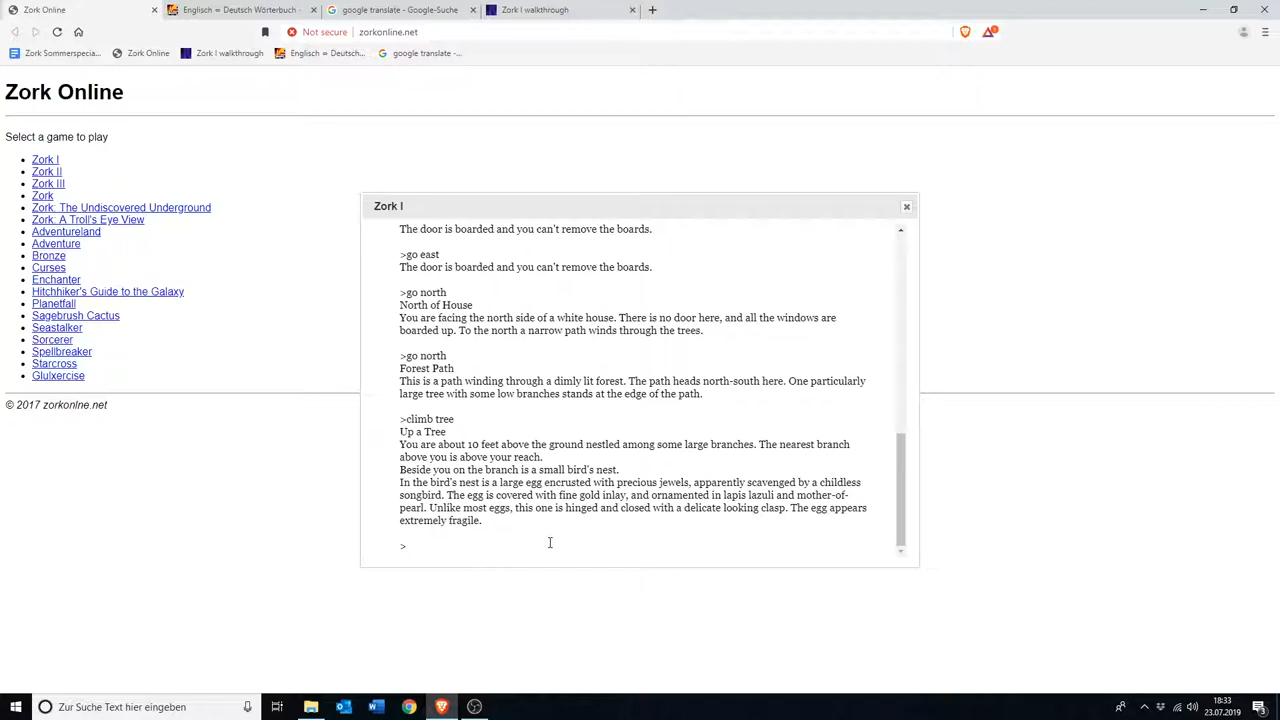 Zork Online
Englisch ⇔ Deutsch Wörterbuch -
google translate - Google-Suche
Zork I walkthrough
Not secure
zorkonline.net
Zork Sommerspecia...
Zork Online
Zork I walkthrough
Englisch ⇔ Deutsch...
google translate -...
Zork Online
Select a game to play
Zork I
Zork II
Zork III
Zork
Zork: The Undiscovered Underground
Zork: A Troll's Eye View
Adventureland
Adventure
Bronze
Curses
Enchanter
Hitchhiker's Guide to the Galaxy
Planetfall
Sagebrush Cactus
Seastalker
Sorcerer
Spellbreaker
Starcross
Glulxercise
© 2017 zorkonlne.net
Zork I
The door is boarded and you can't remove the boards.
>go east
The door is boarded and you can't remove the boards.
>go north
North of House
You are facing the north side of a white house. There is no door here, and all the windows are
boarded up. To the north a narrow path winds through the trees.
>go north
Forest Path
This is a path winding through a dimly lit forest. The path heads north-south here. One particularly
large tree with some low branches stands at the edge of the path.
>climb tree
Up a Tree
You are about 10 feet above the ground nestled among some large branches. The nearest branch
above you is above your reach.
Beside you on the branch is a small bird's nest.
In the bird's nest is a large egg encrusted with precious jewels, apparently scavenged by a childless
songbird. The egg is covered with fine gold inlay, and ornamented in lapis lazuli and mother-of-
pearl. Unlike most eggs, this one is hinged and closed with a delicate looking clasp. The egg appears
extremely fragile.
>
Zur Suche Text hier eingeben
18:33
23.07.2019